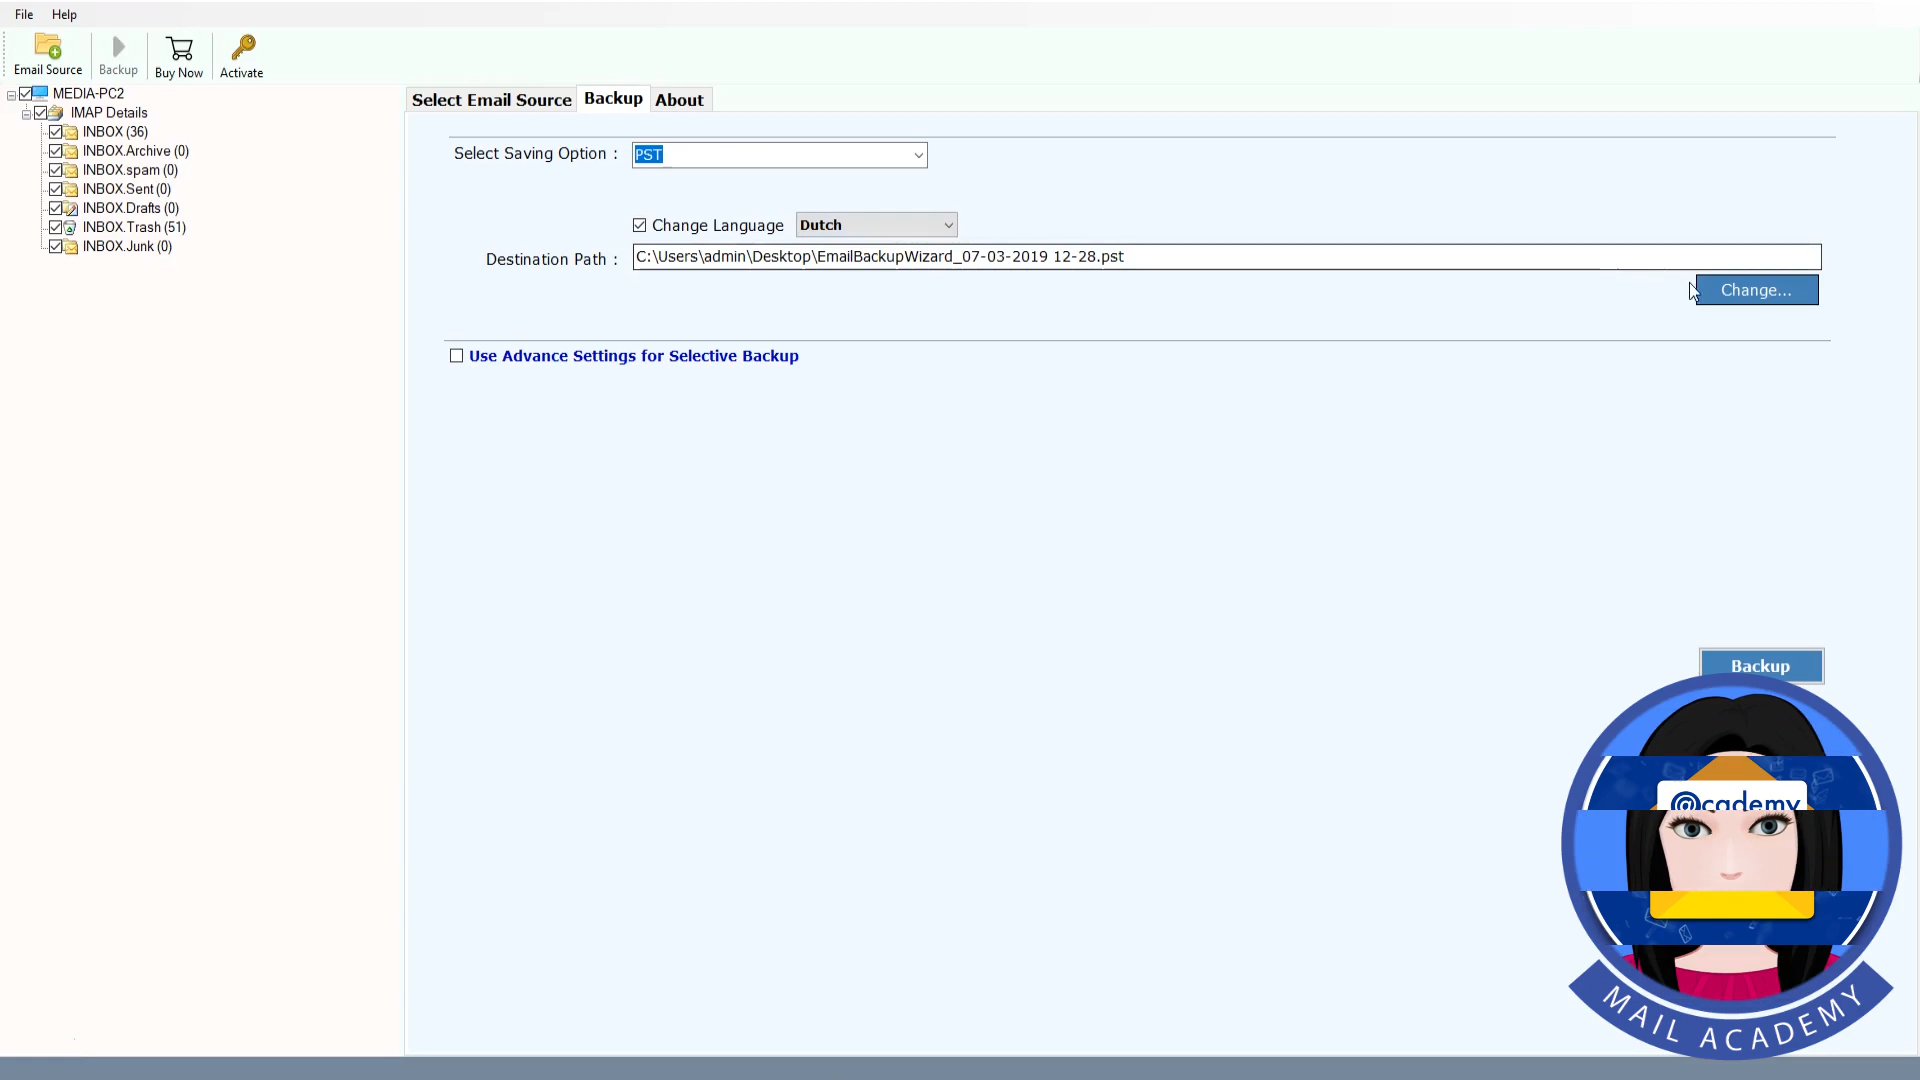 File Help
Email Source Backup Buy Now Activate
MEDIA-PC2
IMAP Details
INBOX (36)
INBOX.Archive (0)
INBOX.spam (0)
INBOX.Sent (0)
INBOX.Drafts (0)
INBOX.Trash (51)
INBOX.Junk (0)
Select Email Source Backup About
Select Saving Option : PST
Change Language Dutch
Destination Path : C:\Users\admin\Desktop\EmailBackupWizard_07-03-2019 12-28.pst
Change...
Use Advance Settings for Selective Backup
Backup
@cademy
MAIL ACADEMY